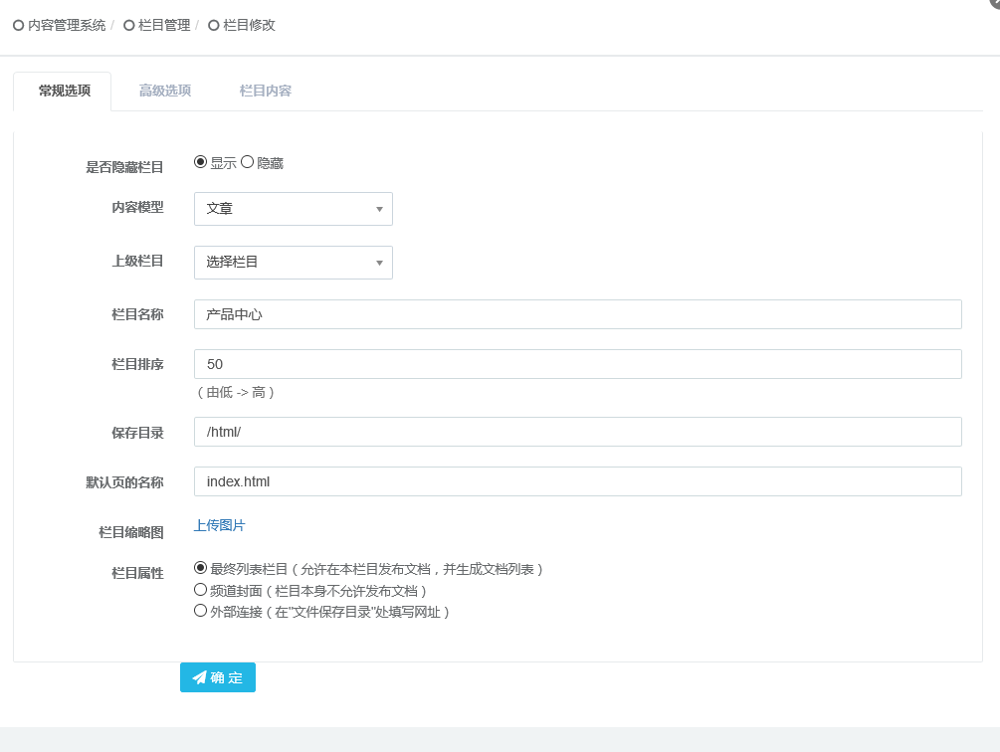 内容管理系统 / 栏目管理 / 栏目修改
常规选项 高级选项 栏目内容
是否隐藏栏目 显示 隐藏
内容模型 文章
上级栏目 选择栏目
栏目名称 产品中心
栏目排序 50
（由低 -> 高）
保存目录 /html/
默认页的名称 index.html
栏目缩略图 上传图片
栏目属性 最终列表栏目（允许在本栏目发布文档，并生成文档列表）
频道封面（栏目本身不允许发布文档）
外部连接（在"文件保存目录"处填写网址）
确 定